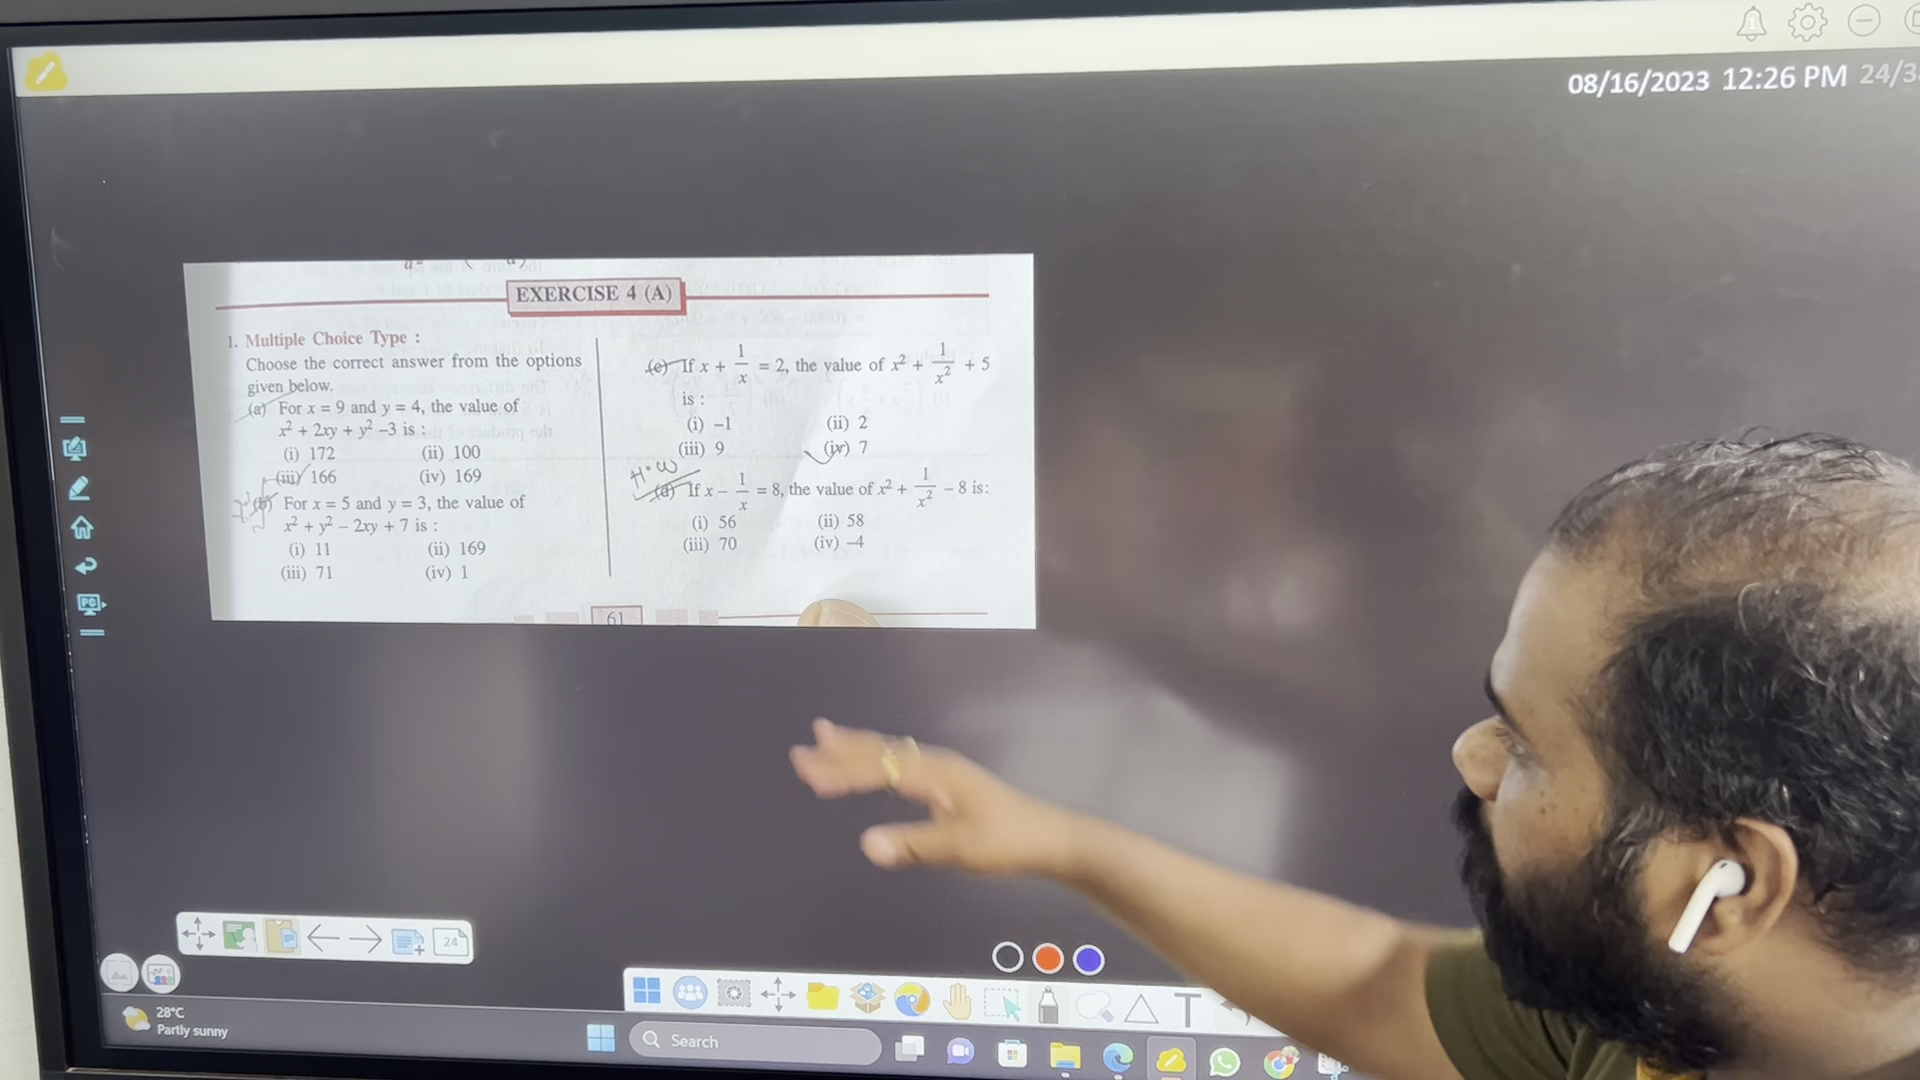 08/16/2023 12:26 PM 24/3
EXERCISE 4 (A)
1. Multiple Choice Type :
Choose the correct answer from the options
given below.
(a) For x = 9 and y = 4, the value of
x² + 2xy + y² –3 is :
(i) 172 (ii) 100
(iii) 166 (iv) 169
(b) For x = 5 and y = 3, the value of
x² + y² – 2xy + 7 is :
(i) 11 (ii) 169
(iii) 71 (iv) 1
(c) If x + 1/x = 2, the value of x² + 1/x² + 5
is :
(i) –1 (ii) 2
(iii) 9 (iv) 7
H.W
(d) If x – 1/x = 8, the value of x² + 1/x² – 8 is:
(i) 56 (ii) 58
(iii) 70 (iv) –4
61
PC
24
T
28°C
Partly sunny
Search